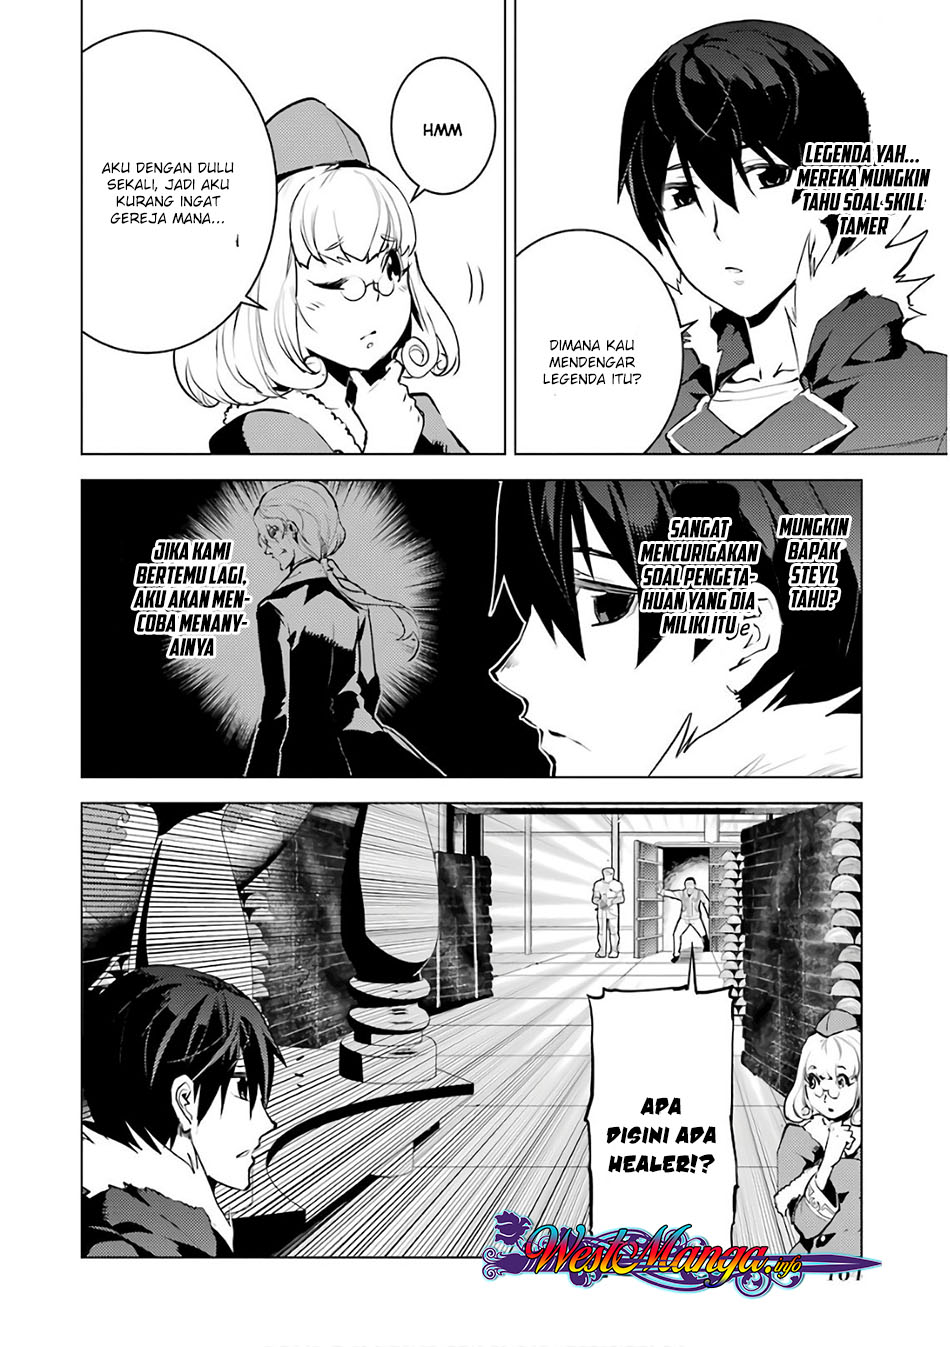 LEGENDA YAH...
MEREKA MUNGKIN
TAHU SOAL SKILL
TAMER
DIMANA KAU
MENDENGAR
LEGENDA ITU?
HMM
AKU DENGAN DULU
SEKALI, JADI AKU
KURANG INGAT
GEREJA MANA...
MUNGKIN
BAPAK
STEYL
TAHU?
SANGAT
MENCURIGAKAN
SOAL PENGETA-
HUAN YANG DIA
MILIKI ITU
JIKA KAMI
BERTEMU LAGI,
AKU AKAN MEN-
COBA MENANY-
AINYA
APA
DISINI ADA
HEALER!?
WestManga.info